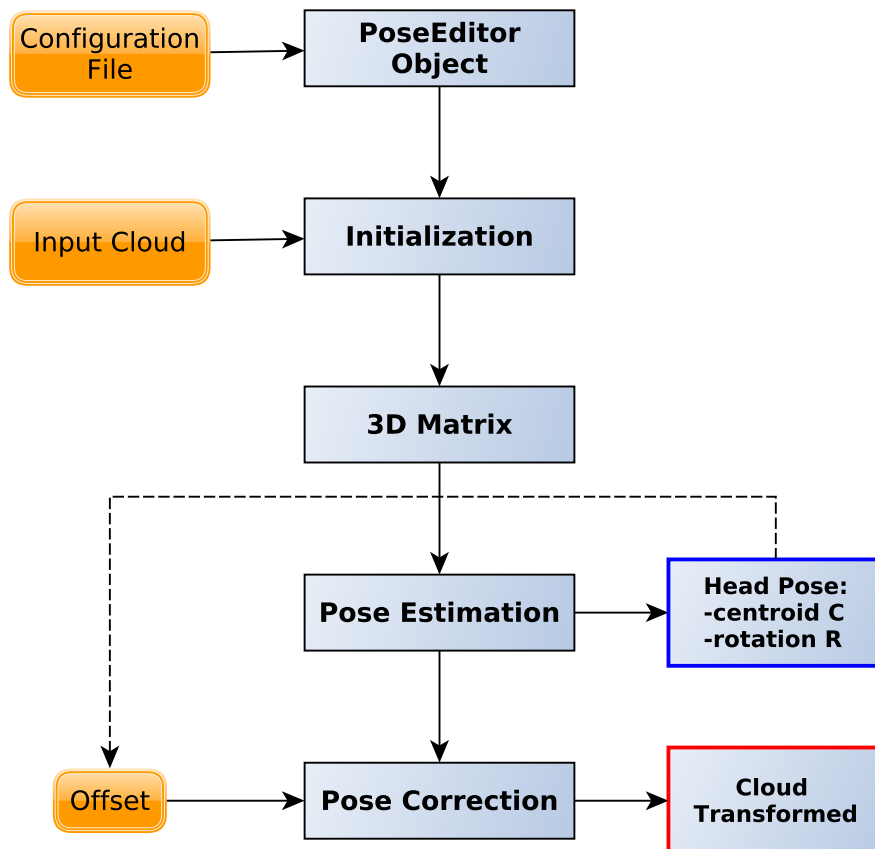 Configuration
File
PoseEditor
Object
Input Cloud
Initialization
3D Matrix
Pose Estimation
Head Pose:
-centroid C
-rotation R
Offset
Pose Correction
Cloud
Transformed